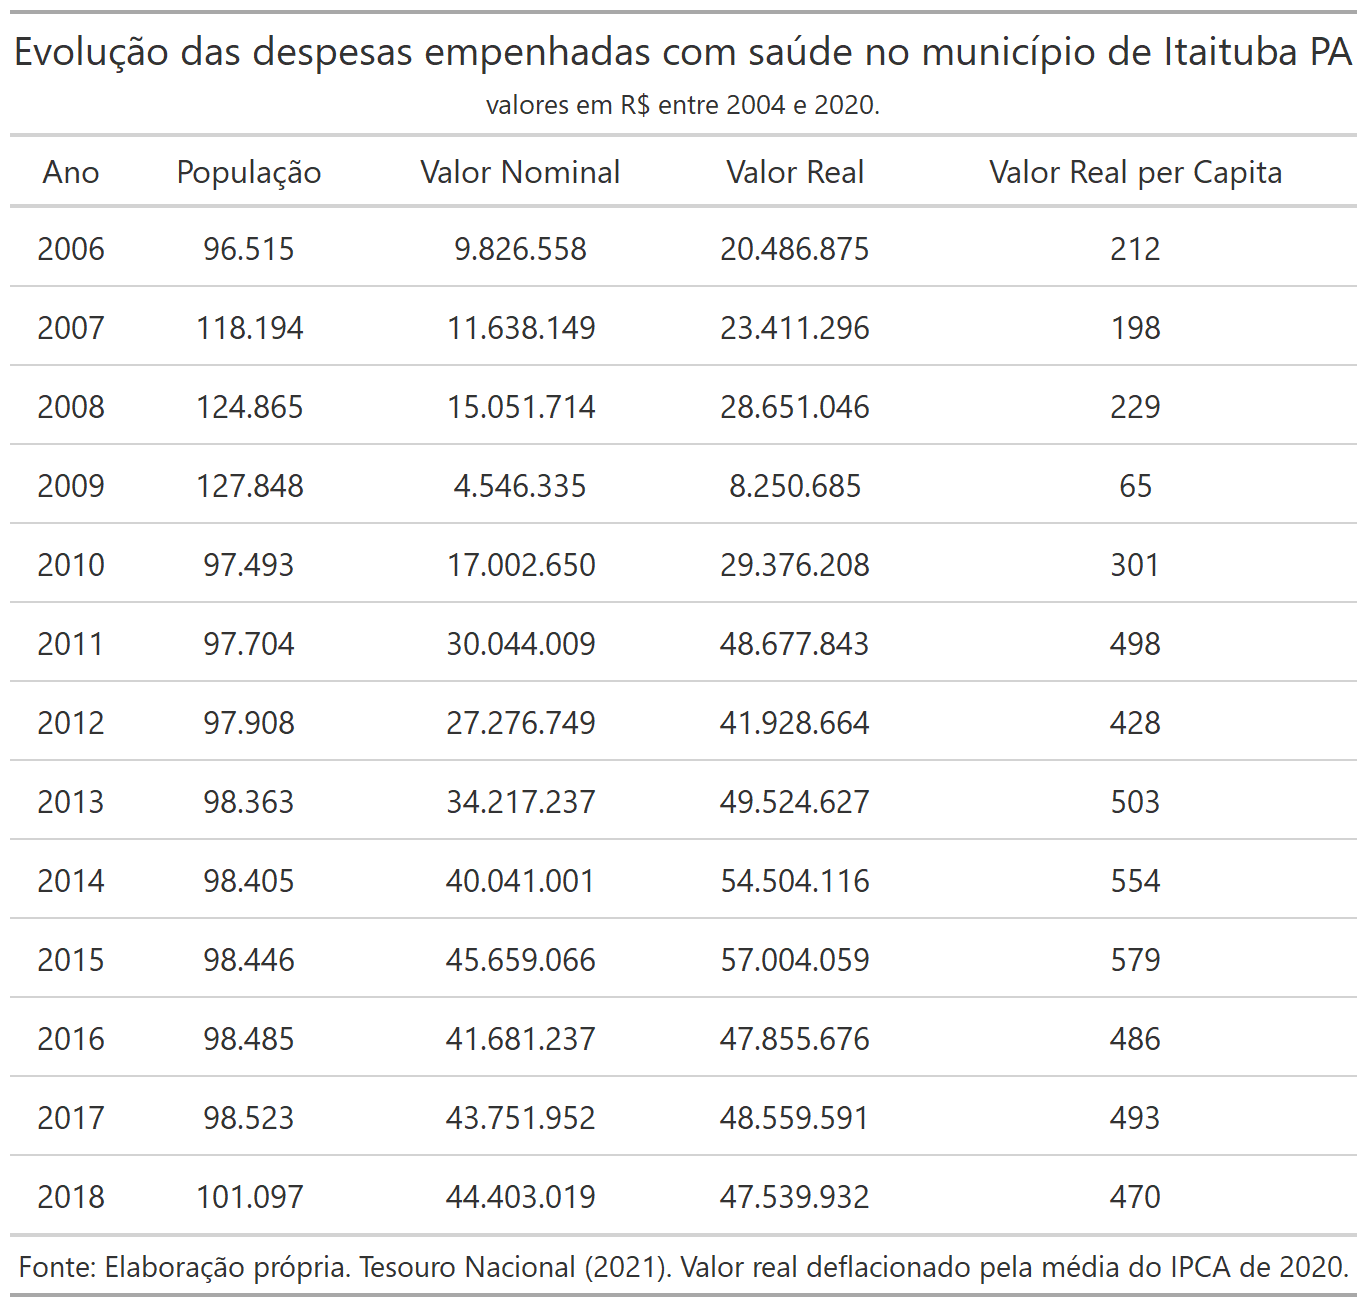 Evolução das despesas empenhadas com saúde no município de Itaituba PA
valores em R$ entre 2004 e 2020.
Ano População Valor Nominal Valor Real Valor Real per Capita
2006 96.515 9.826.558 20.486.875 212
2007 118.194 11.638.149 23.411.296 198
2008 124.865 15.051.714 28.651.046 229
2009 127.848 4.546.335 8.250.685 65
2010 97.493 17.002.650 29.376.208 301
2011 97.704 30.044.009 48.677.843 498
2012 97.908 27.276.749 41.928.664 428
2013 98.363 34.217.237 49.524.627 503
2014 98.405 40.041.001 54.504.116 554
2015 98.446 45.659.066 57.004.059 579
2016 98.485 41.681.237 47.855.676 486
2017 98.523 43.751.952 48.559.591 493
2018 101.097 44.403.019 47.539.932 470
Fonte: Elaboração própria. Tesouro Nacional (2021). Valor real deflacionado pela média do IPCA de 2020.